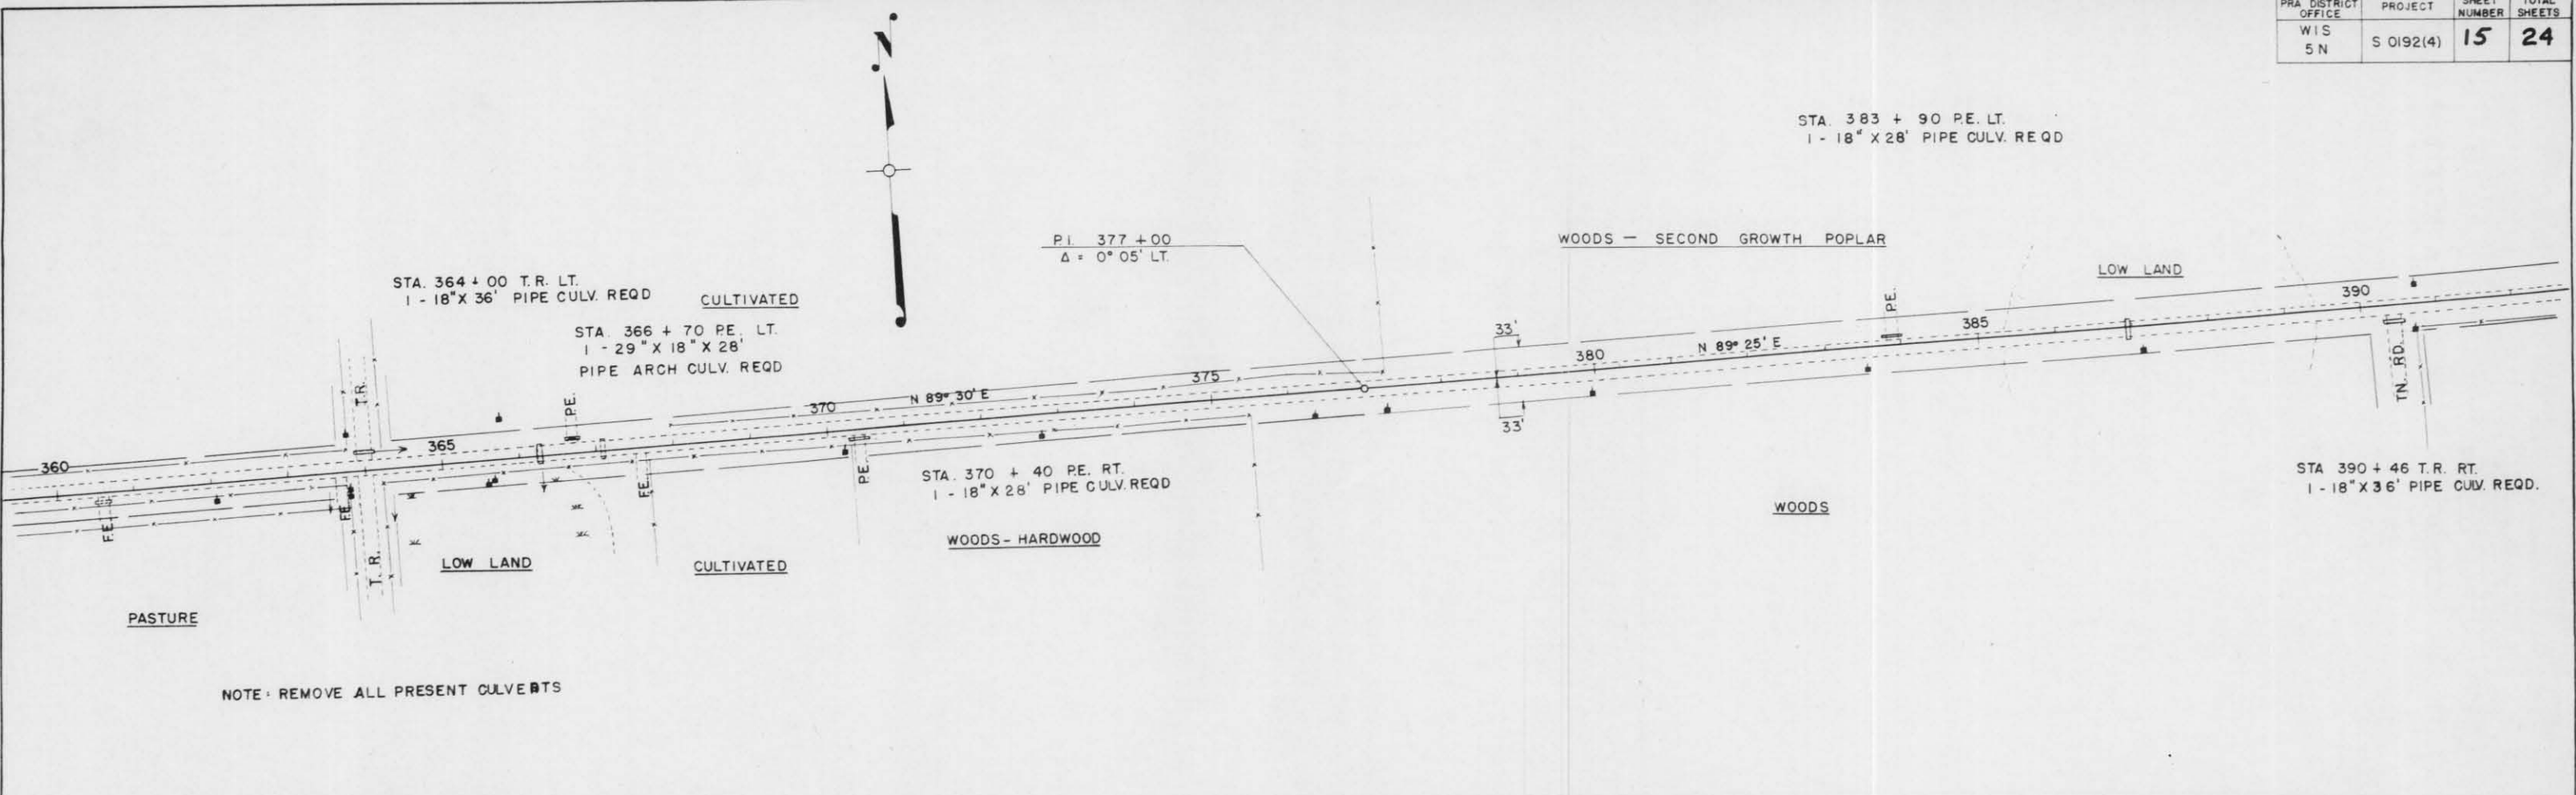 PRA DISTRICT OFFICE PROJECT SHEET NUMBER TOTAL SHEETS
WIS 5 N S 0192(4) 15 24
N
STA. 383 + 90 P.E. LT.
1 - 18" X 28' PIPE CULV. REQD
P.I. 377 + 00
Δ = 0° 05' LT.
WOODS — SECOND GROWTH POPLAR
LOW LAND
STA. 364 + 00 T.R. LT.
1 - 18" X 36' PIPE CULV. REQD
CULTIVATED
STA. 366 + 70 P.E. LT.
1 - 29" X 18" X 28'
PIPE ARCH CULV. REQD
P.E.
390
385
33'
380
N 89° 25' E
375
N 89° 30' E
370
T.R.
P.E.
365
360
33'
TN. RD.
F.E.
F.E.
T. R.
F.E.
P.E.
STA. 370 + 40 P.E. RT.
1 - 18" X 28' PIPE CULV. REQD
STA 390 + 46 T.R. RT.
1 - 18" X 36' PIPE CULV. REQD.
WOODS
WOODS - HARDWOOD
LOW LAND
CULTIVATED
PASTURE
NOTE: REMOVE ALL PRESENT CULVERTS